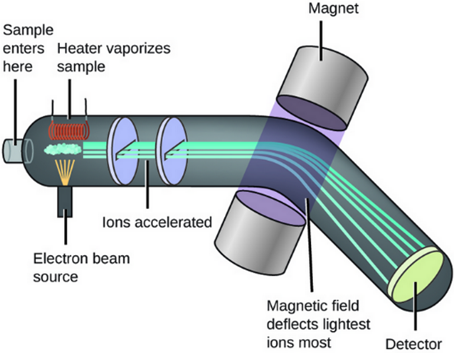 Magnet
Sample
enters
here
Heater vaporizes
sample
Ions accelerated
Electron beam
source
Magnetic field
deflects lightest
ions most
Detector